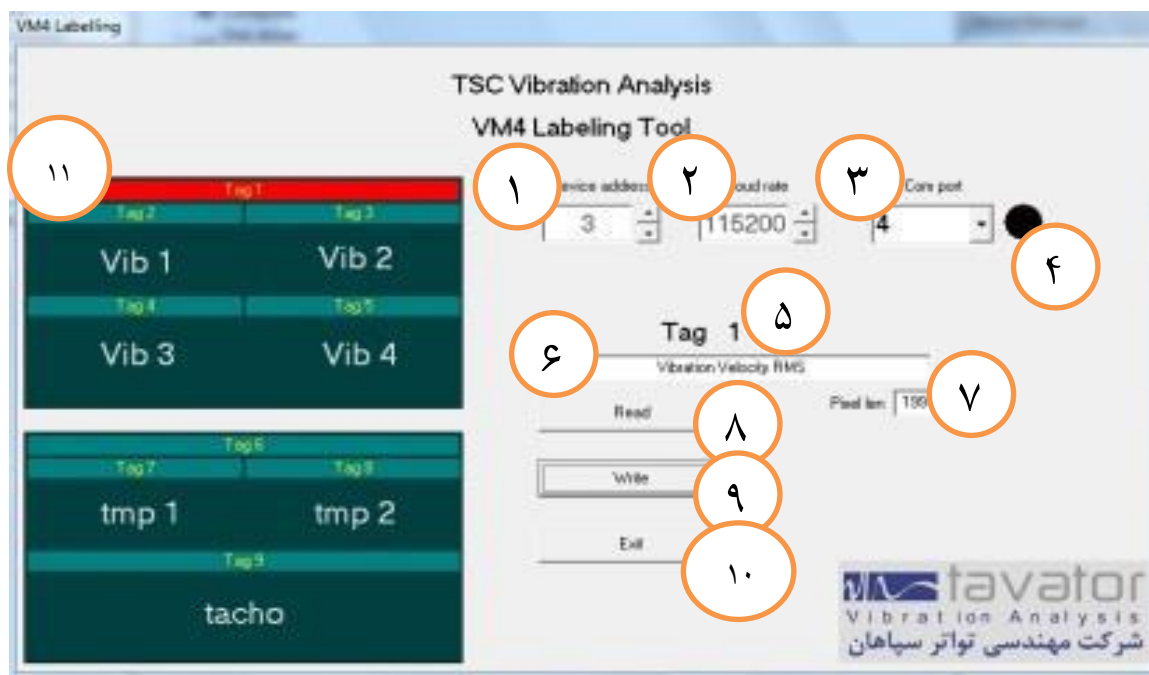 VM4 Labelling
TSC Vibration Analysis
VM4 Labeling Tool
۱۱
Tag 1
Tag 2 Tag 3
Vib 1 Vib 2
Tag 4 Tag 5
Vib 3 Vib 4
Tag 6
Tag 7 Tag 8
tmp 1 tmp 2
Tag 9
tacho
۱ evice address ۲ oud rate ۳ Com port
3 115200 4
۴
Tag 1 ۵
۶ Vibration Velocity RMS
Pixel len 199 ۷
Read ۸
Write ۹
Exit ۱۰
tavator
Vibration Analysis
شرکت مهندسی تواتر سپاهان